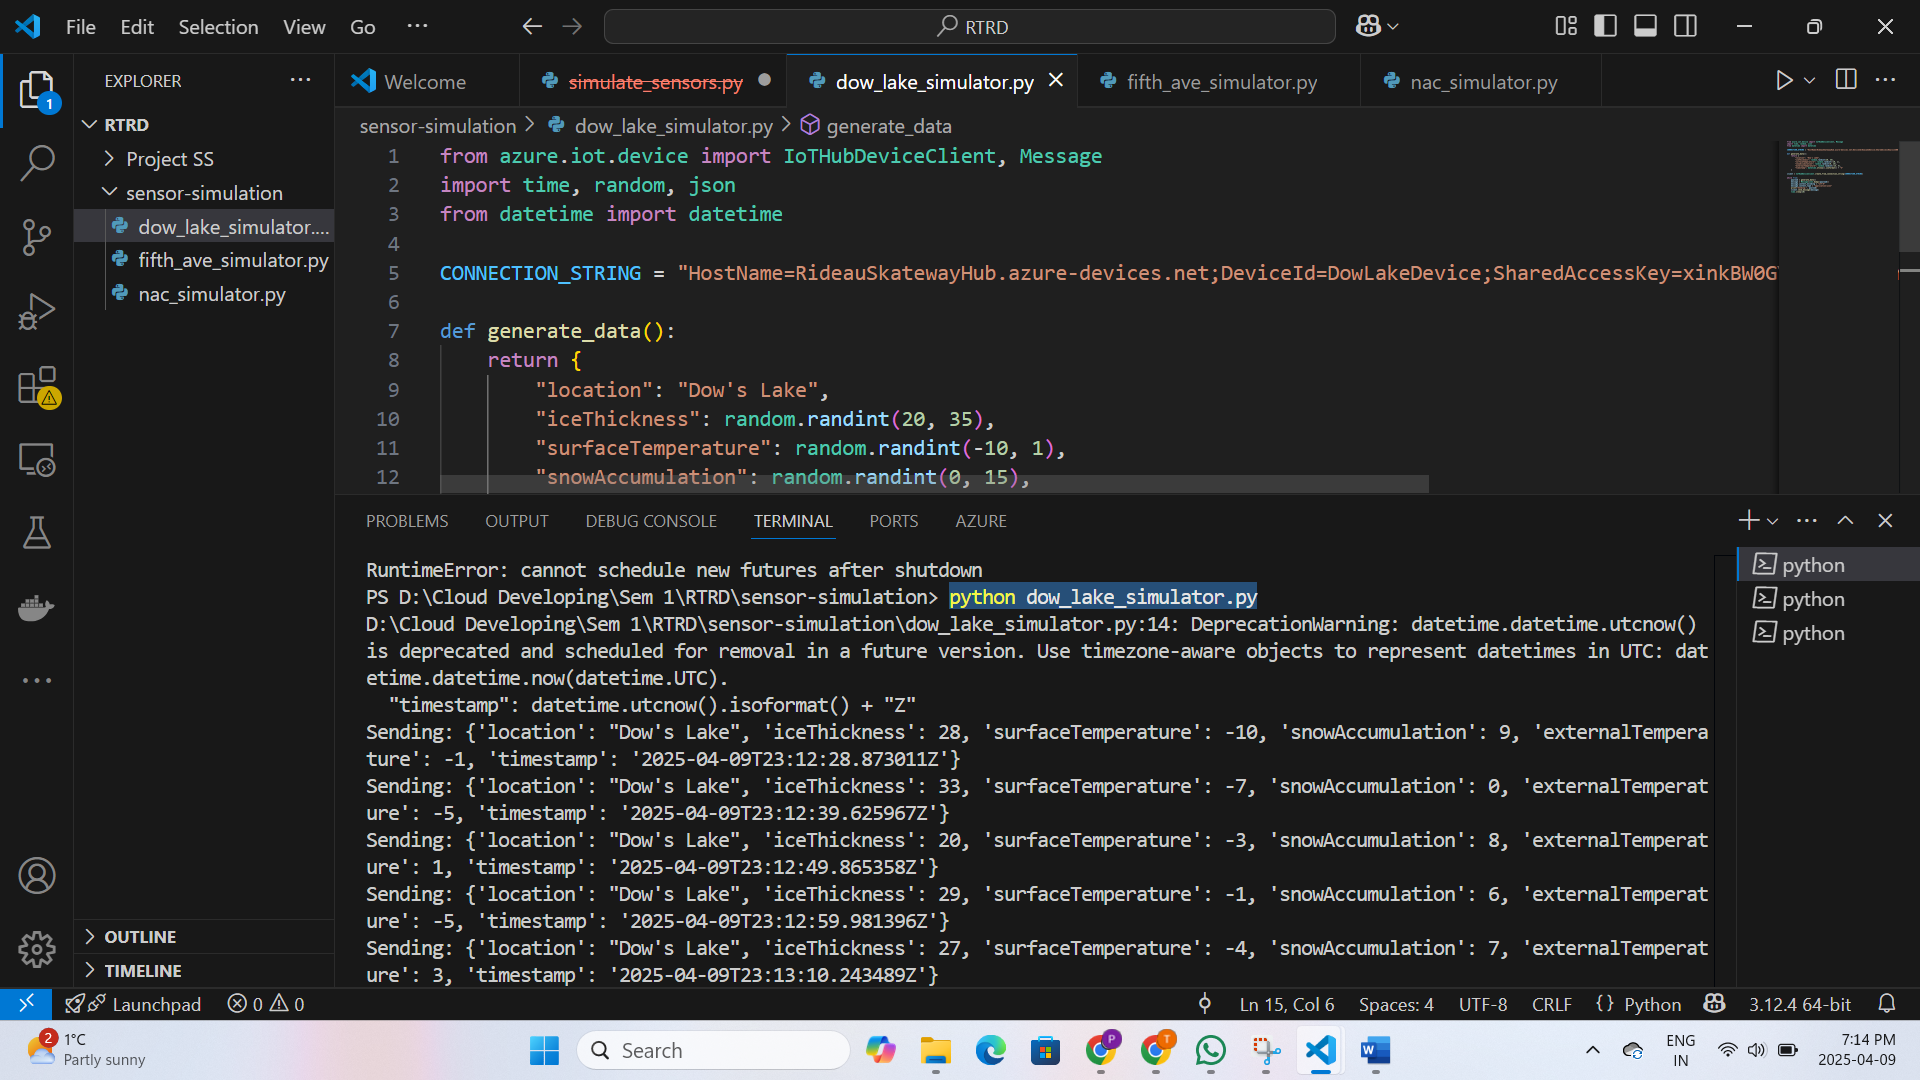 File Edit Selection View Go ···
RTRD
EXPLORER ···
1
RTRD
Project SS
sensor-simulation
dow_lake_simulator....
fifth_ave_simulator.py
nac_simulator.py
OUTLINE
TIMELINE
Welcome simulate_sensors.py dow_lake_simulator.py fifth_ave_simulator.py nac_simulator.py
sensor-simulation > dow_lake_simulator.py > generate_data
1 from azure.iot.device import IoTHubDeviceClient, Message
2 import time, random, json
3 from datetime import datetime
4
5 CONNECTION_STRING = "HostName=RideauSkatewayHub.azure-devices.net;DeviceId=DowLakeDevice;SharedAccessKey=xinkBW0G
6
7 def generate_data():
8 return {
9 "location": "Dow's Lake",
10 "iceThickness": random.randint(20, 35),
11 "surfaceTemperature": random.randint(-10, 1),
12 "snowAccumulation": random.randint(0, 15),
PROBLEMS OUTPUT DEBUG CONSOLE TERMINAL PORTS AZURE
RuntimeError: cannot schedule new futures after shutdown
PS D:\Cloud Developing\Sem 1\RTRD\sensor-simulation> python dow_lake_simulator.py
D:\Cloud Developing\Sem 1\RTRD\sensor-simulation\dow_lake_simulator.py:14: DeprecationWarning: datetime.datetime.utcnow()
is deprecated and scheduled for removal in a future version. Use timezone-aware objects to represent datetimes in UTC: dat
etime.datetime.now(datetime.UTC).
"timestamp": datetime.utcnow().isoformat() + "Z"
Sending: {'location': "Dow's Lake", 'iceThickness': 28, 'surfaceTemperature': -10, 'snowAccumulation': 9, 'externalTempera
ture': -1, 'timestamp': '2025-04-09T23:12:28.873011Z'}
Sending: {'location': "Dow's Lake", 'iceThickness': 33, 'surfaceTemperature': -7, 'snowAccumulation': 0, 'externalTemperat
ure': -5, 'timestamp': '2025-04-09T23:12:39.625967Z'}
Sending: {'location': "Dow's Lake", 'iceThickness': 20, 'surfaceTemperature': -3, 'snowAccumulation': 8, 'externalTemperat
ure': 1, 'timestamp': '2025-04-09T23:12:49.865358Z'}
Sending: {'location': "Dow's Lake", 'iceThickness': 29, 'surfaceTemperature': -1, 'snowAccumulation': 6, 'externalTemperat
ure': -5, 'timestamp': '2025-04-09T23:12:59.981396Z'}
Sending: {'location': "Dow's Lake", 'iceThickness': 27, 'surfaceTemperature': -4, 'snowAccumulation': 7, 'externalTemperat
ure': 3, 'timestamp': '2025-04-09T23:13:10.243489Z'}
python
python
python
Launchpad 0 0 Ln 15, Col 6 Spaces: 4 UTF-8 CRLF {} Python 3.12.4 64-bit
2 1°C
Partly sunny
Search
P T W
ENG
IN
7:14 PM
2025-04-09